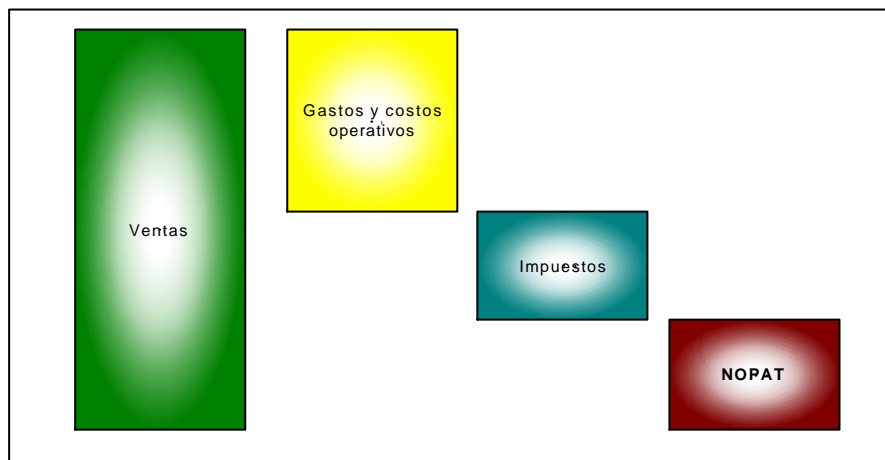 Ventas
Gastos y costos
operativos
Impuestos
NOPAT